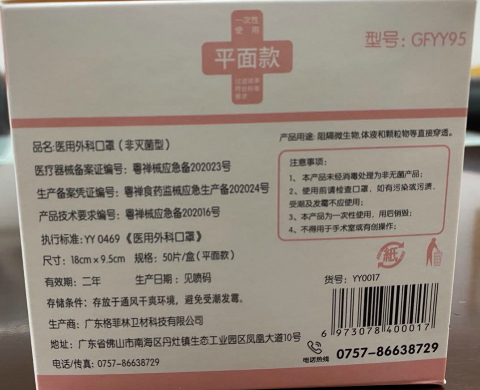 一次性
使用
平面款
型号: GFYY95
品名: 医用外科口罩 (非灭菌型)
医疗器械备案证编号: 粤禅械应急备202023号
生产备案凭证编号: 粤禅食药监械应急生产备202024号
产品技术要求编号: 粤禅械应急备202016号
执行标准: YY 0469 《医用外科口罩》
尺寸: 18cm × 9.5cm 规格: 50片/盒 (平面款)
有效期: 二年 生产日期: 见喷码
存储条件: 存放于通风干爽环境, 避免受潮发霉。
生产商: 广东格菲林卫材科技有限公司
地址: 广东省佛山市南海区丹灶镇生态工业园区凤凰大道10号
电话/传真: 0757-86638729
产品用途: 阻隔微生物、体液和颗粒物等直接穿透。
注意事项:
1、本产品未经消毒处理为非无菌产品;
2、使用前请检查口罩, 如有污染或污渍、
受潮及发霉不应使用;
3、本产品为一次性使用, 用后销毁;
4、不得用于手术室或有创操作;
紙
货号: YY0017
6 973078 400017
电话热线 0757-86638729